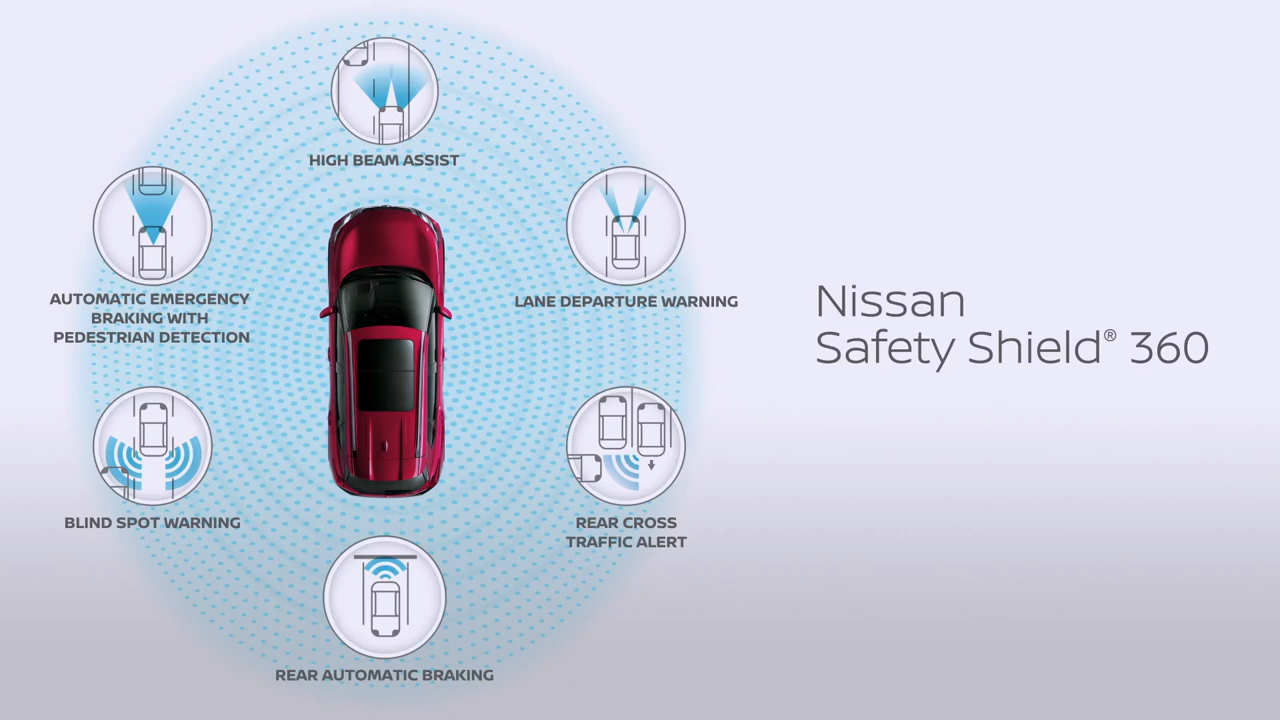 HIGH BEAM ASSIST
AUTOMATIC EMERGENCY
BRAKING WITH
PEDESTRIAN DETECTION
LANE DEPARTURE WARNING
Nissan
Safety Shield® 360
BLIND SPOT WARNING
REAR CROSS
TRAFFIC ALERT
REAR AUTOMATIC BRAKING